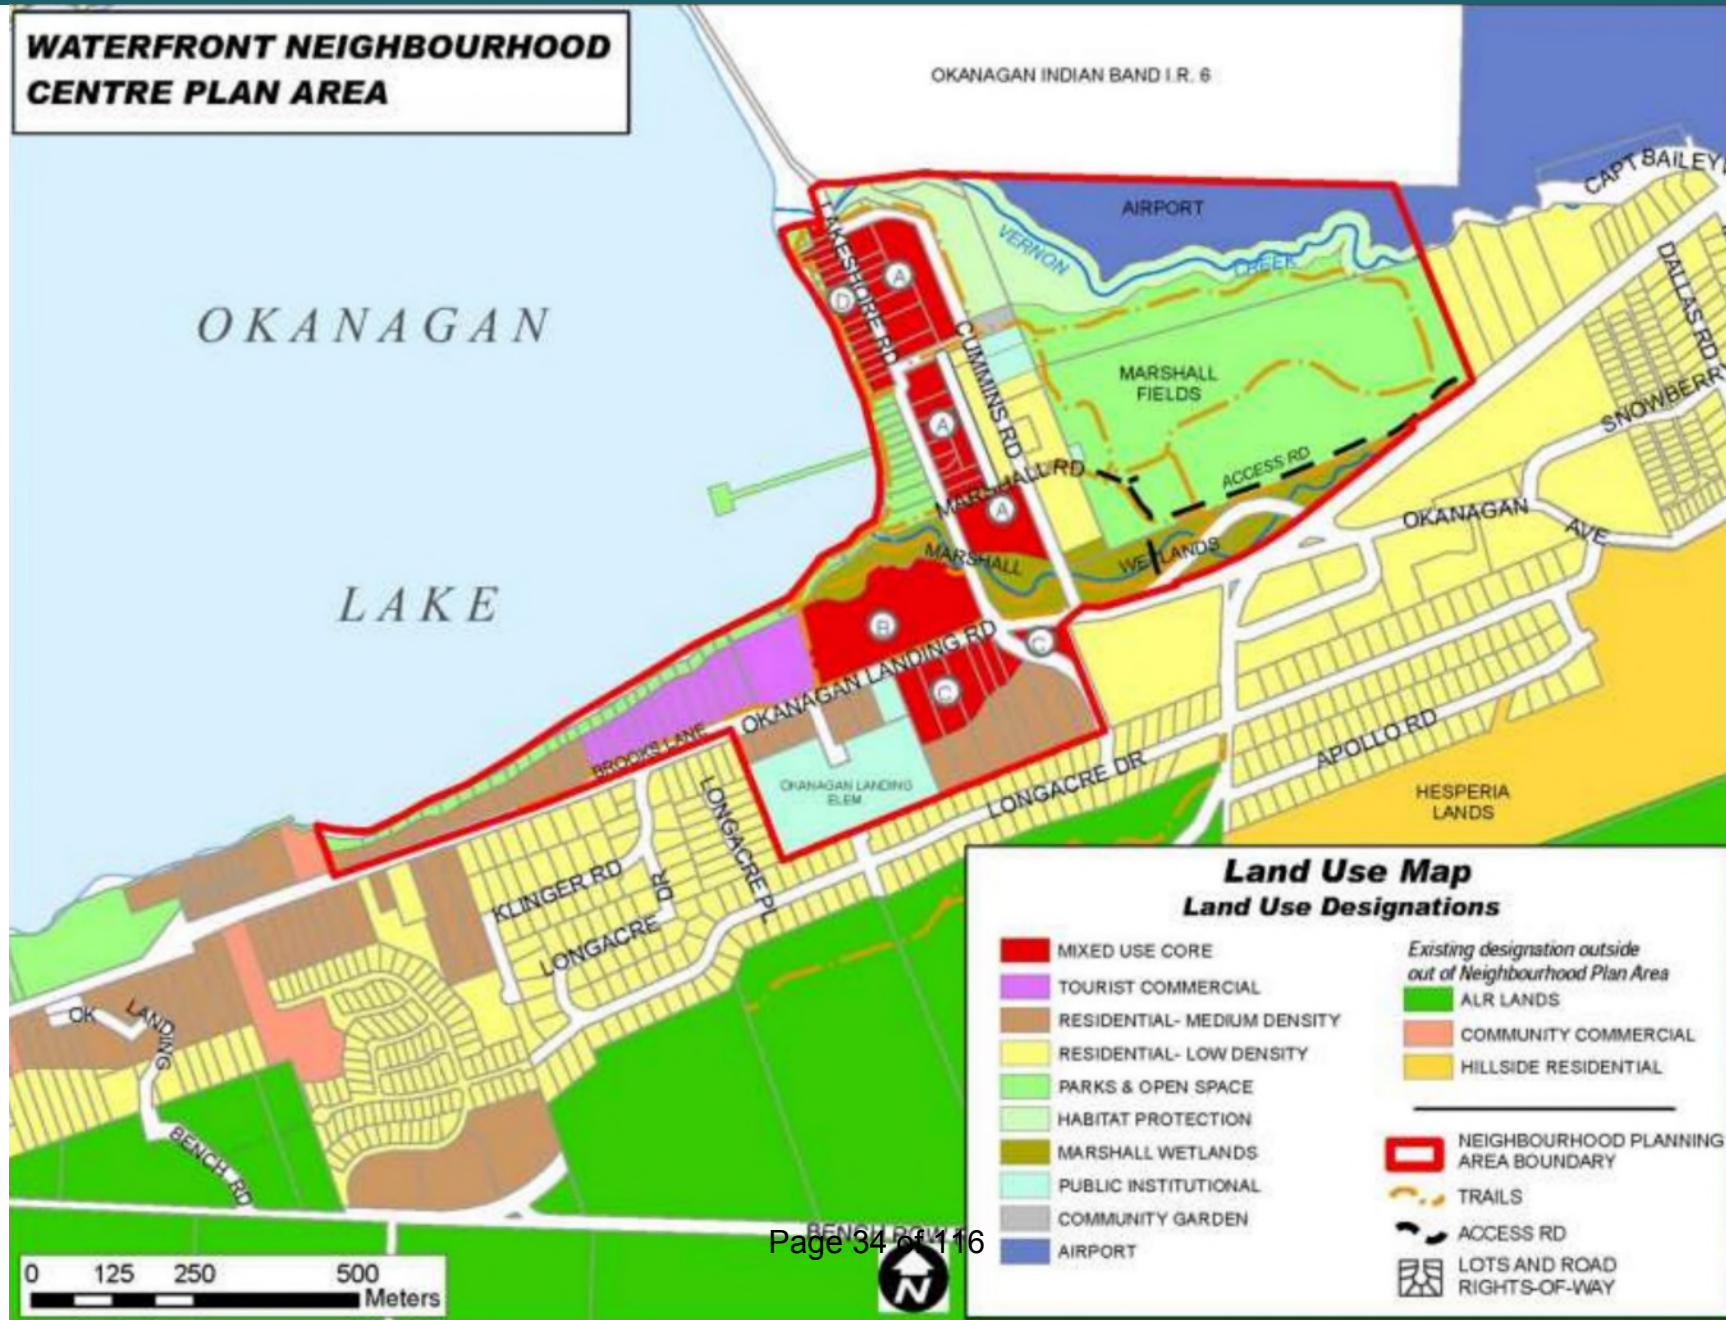 WATERFRONT NEIGHBOURHOOD
CENTRE PLAN AREA
OKANAGAN INDIAN BAND I.R. 6
CAPT BAILEY
AIRPORT
VERNON
CREEK
LAKESHORE RD
A
D
DALLAS RD
OKANAGAN
CUMMINS RD
MARSHALL
FIELDS
SNOWBERRY
A
MARSHALL RD
ACCESS RD
A
OKANAGAN
AVE
MARSHALL
WETLANDS
LAKE
B
C
OKANAGAN LANDING RD
C
BROOKS LANE
APOLLO RD
OKANAGAN LANDING
ELEM
LONGACRE DR
HESPERIA
LANDS
LONGACRE PL
KLINGER RD
LONGACRE
DR
OK
LANDING
BENCH RD
BENCH ROW
Page 34 of 116
N
0 125 250 500
Meters
Land Use Map
Land Use Designations
MIXED USE CORE
TOURIST COMMERCIAL
RESIDENTIAL- MEDIUM DENSITY
RESIDENTIAL- LOW DENSITY
PARKS & OPEN SPACE
HABITAT PROTECTION
MARSHALL WETLANDS
PUBLIC INSTITUTIONAL
COMMUNITY GARDEN
AIRPORT
Existing designation outside
out of Neighbourhood Plan Area
ALR LANDS
COMMUNITY COMMERCIAL
HILLSIDE RESIDENTIAL
NEIGHBOURHOOD PLANNING
AREA BOUNDARY
TRAILS
ACCESS RD
LOTS AND ROAD
RIGHTS-OF-WAY